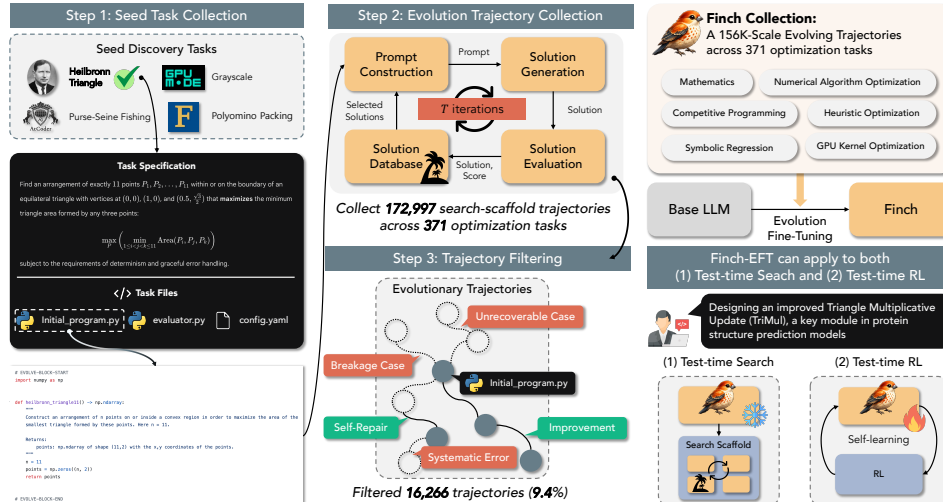 Step 1: Seed Task Collection
Seed Discovery Tasks
Heilbronn
Triangle
GPU
MODE
Grayscale
AtCoder
Purse-Seine Fishing
F
Polyomino Packing
Task Specification
Find an arrangement of exactly 11 points P₁, P₂, . . . , P₁₁ within or on the boundary of an
equilateral triangle with vertices at (0, 0), (1, 0), and (0.5, √3/2) that maximizes the minimum
triangle area formed by any three points:
max_P ( min_{1≤i<j<k≤11} Area(P_i, P_j, P_k) )
subject to the requirements of determinism and graceful error handling.
</> Task Files
Initial_program.py
evaluator.py
config.yaml
# EVOLVE-BLOCK-START
import numpy as np
def heilbronn_triangle11() -> np.ndarray:
"""
Construct an arrangement of n points on or inside a convex region in order to maximize the area of the
smallest triangle formed by these points. Here n = 11.
Returns:
points: np.ndarray of shape (11,2) with the x,y coordinates of the points.
"""
n = 11
points = np.zeros((n, 2))
return points
# EVOLVE-BLOCK-END
Step 2: Evolution Trajectory Collection
Prompt
Construction
Prompt
Solution
Generation
Selected
Solutions
T iterations
Solution
Solution
Database
Solution,
Score
Solution
Evaluation
Collect 172,997 search-scaffold trajectories
across 371 optimization tasks
Step 3: Trajectory Filtering
Evolutionary Trajectories
Unrecoverable Case
Breakage Case
Initial_program.py
Self-Repair
Improvement
Systematic Error
Filtered 16,266 trajectories (9.4%)
Finch Collection:
A 156K-Scale Evolving Trajectories
across 371 optimization tasks
Mathematics
Numerical Algorithm Optimization
Competitive Programming
Heuristic Optimization
Symbolic Regression
GPU Kernel Optimization
Base LLM
Evolution
Fine-Tuning
Finch
Finch-EFT can apply to both
(1) Test-time Seach and (2) Test-time RL
Designing an improved Triangle Multiplicative
Update (TriMul), a key module in protein
structure prediction models
(1) Test-time Search
(2) Test-time RL
Search Scaffold
Self-learning
RL